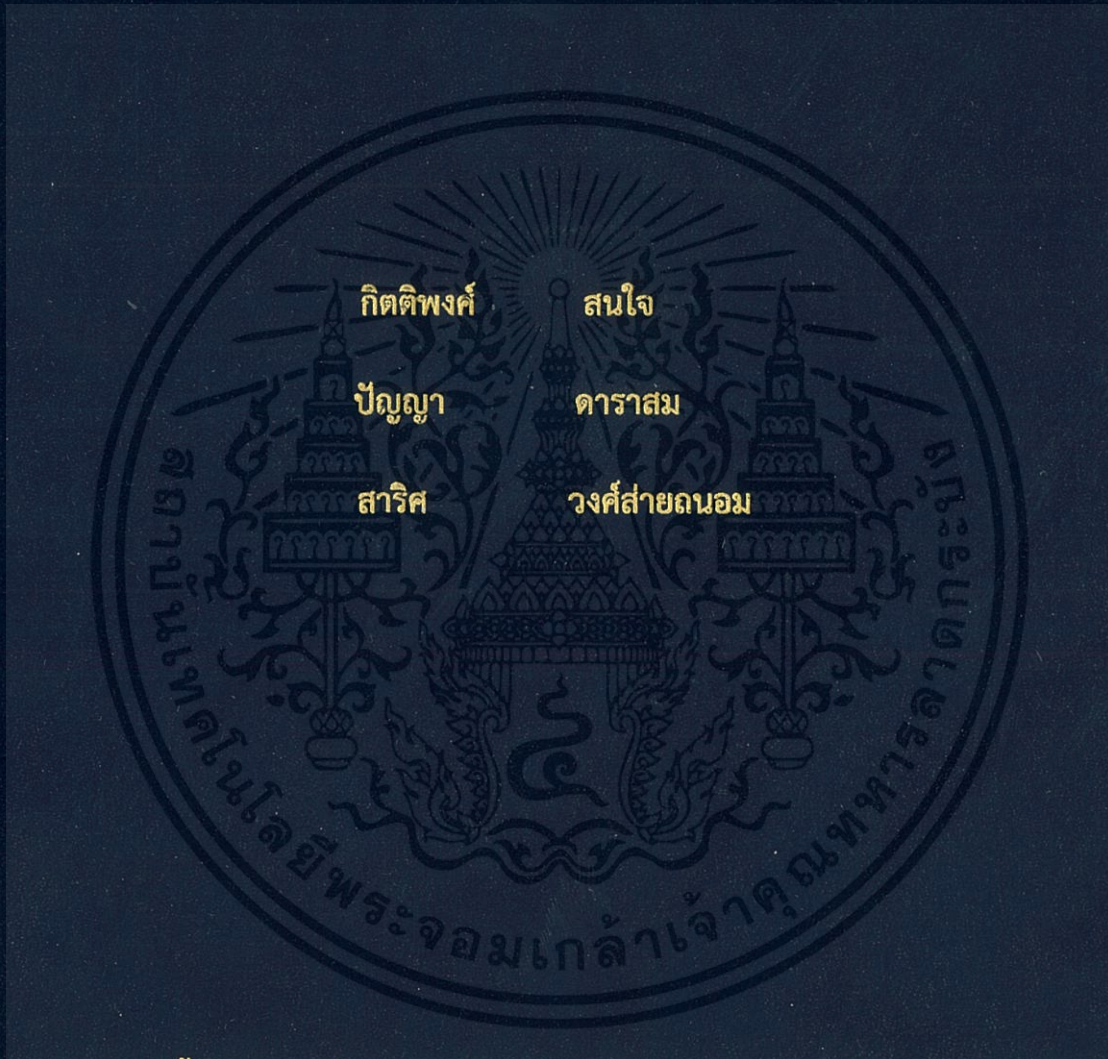 กิตติพงศ์ สนใจ
ปัญญา ดาราสม
สาริศ วงศ์ส่ายถนอม
สถาบันเทคโนโลยีพระจอมเกล้าเจ้าคุณทหารลาดกระบัง